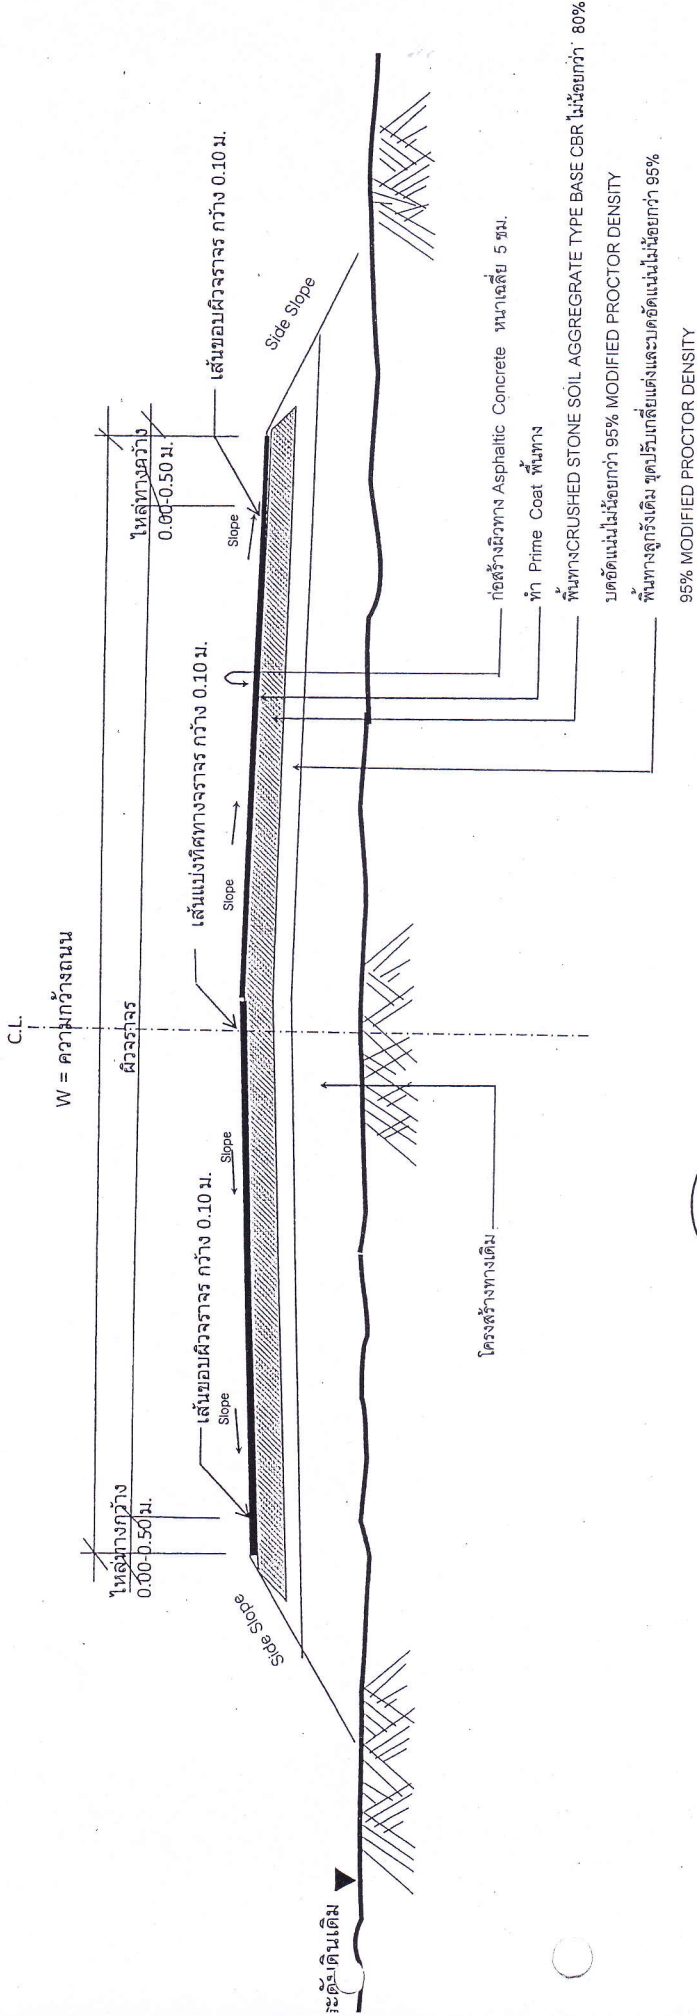 C.L.
W = ความกว้างถนน
ผิวจราจร
ไหล่ทางกว้าง
0.00-0.50 ม.
ไหล่ทางกว้าง
0.00-0.50 ม.
เส้นขอบผิวจราจร กว้าง 0.10 ม.
เส้นแบ่งทิศทางจราจร กว้าง 0.10 ม.
เส้นขอบผิวจราจร กว้าง 0.10 ม.
Slope
Slope
Slope
Slope
Side Slope
Side Slope
ระดับดินเดิม
โครงสร้างทางเดิม
ก่อสร้างผิวทาง Asphaltic Concrete หนาเฉลี่ย 5 ซม.
ทำ Prime Coat พื้นทาง
พื้นทางCRUSHED STONE SOIL AGGREGRATE TYPE BASE CBR ไม่น้อยกว่า 80%
บดอัดแน่นไม่น้อยกว่า 95% MODIFIED PROCTOR DENSITY
พื้นทางลูกรังเดิม ขุดปรับเกลี่ยแต่งและบดอัดแน่นไม่น้อยกว่า 95%
95% MODIFIED PROCTOR DENSITY